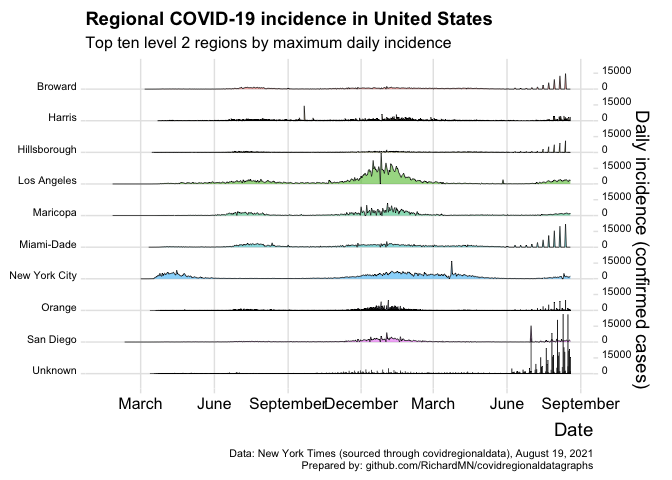 Regional COVID-19 incidence in United States
Top ten level 2 regions by maximum daily incidence
Broward
15000
0
Harris
15000
0
Hillsborough
15000
0
Los Angeles
15000
0
Maricopa
15000
0
Miami-Dade
15000
0
New York City
15000
0
Orange
15000
0
San Diego
15000
0
Unknown
15000
0
Daily incidence (confirmed cases)
March June September December March June September
Date
Data: New York Times (sourced through covidregionaldata), August 19, 2021
Prepared by: github.com/RichardMN/covidregionaldatagraphs